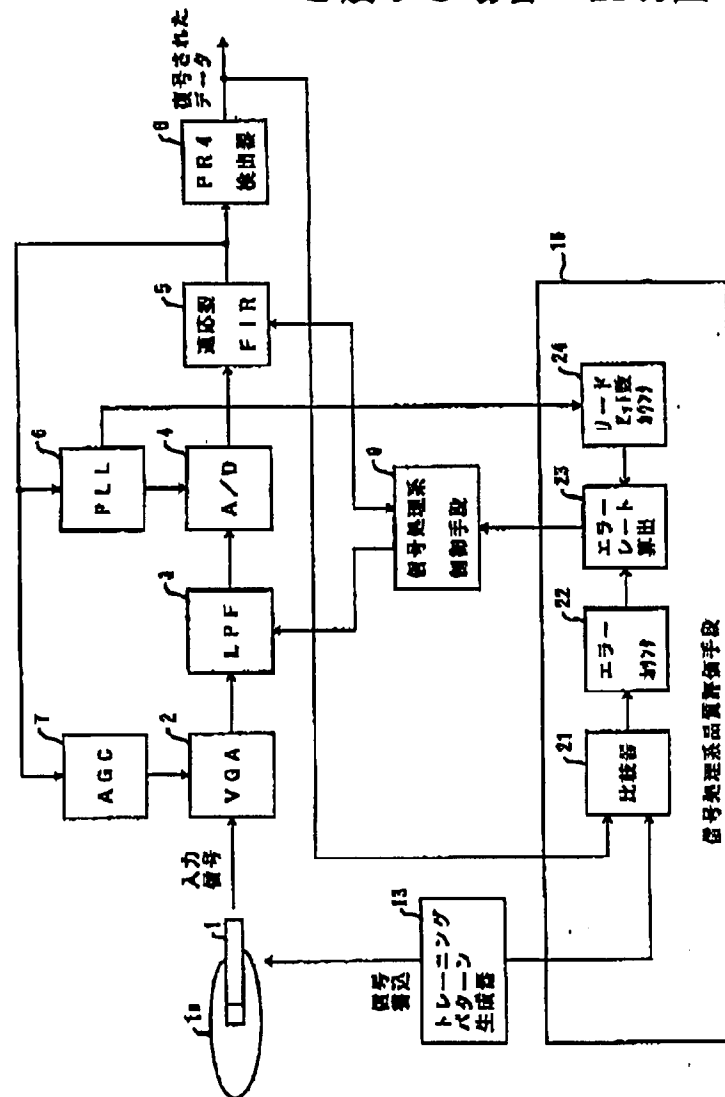 復号された
データ
8
PR4
検出器
5
適応型
FIR
6
PLL
4
A/D
3
LPF
7
AGC
2
VGA
入力
信号
1
1a
9
信号処理系
制御手段
15
24
リード
ビット数
カウンタ
23
エラー
レート
算出
22
エラー
カウンタ
21
比較器
13
トレーニング
パターン
生成器
信号
書込
信号処理系品質評価手段